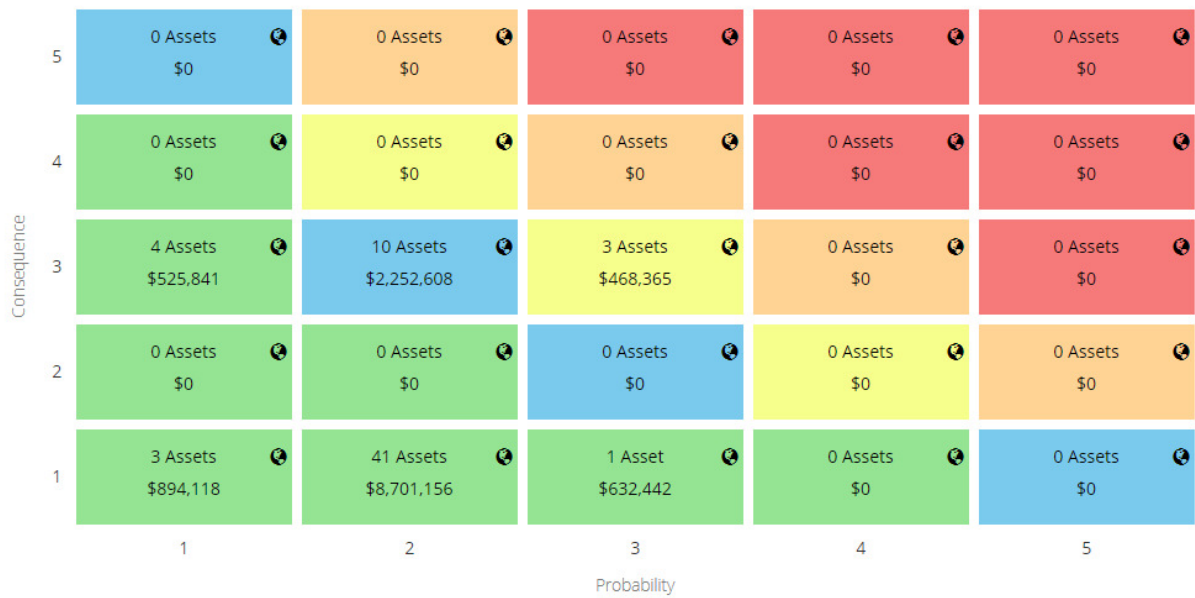 0 Assets 0 Assets 0 Assets 0 Assets 0 Assets
5
$0 $0 $0 $0 $0
0 Assets 0 Assets 0 Assets 0 Assets 0 Assets
4
$0 $0 $0 $0 $0
Consequence
4 Assets 10 Assets 3 Assets 0 Assets 0 Assets
3
$525,841 $2,252,608 $468,365 $0 $0
0 Assets 0 Assets 0 Assets 0 Assets 0 Assets
2
$0 $0 $0 $0 $0
3 Assets 41 Assets 1 Asset 0 Assets 0 Assets
1
$894,118 $8,701,156 $632,442 $0 $0
1 2 3 4 5
Probability